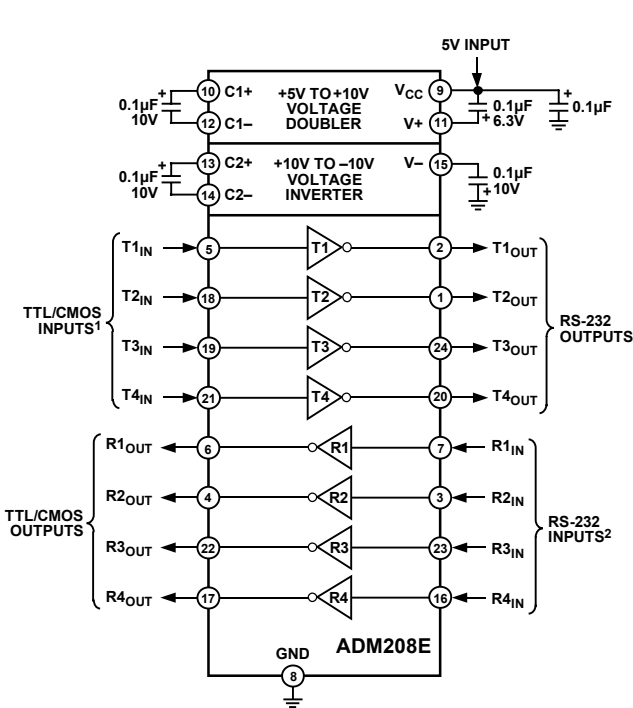 5V INPUT
10 C1+ +5V TO +10V VCC 9
0.1µF + VOLTAGE 0.1µF + 0.1µF
10V 12 C1– DOUBLER V+ 11 + 6.3V
13 C2+ +10V TO –10V V– 15
0.1µF + VOLTAGE 0.1µF
10V 14 C2– INVERTER + 10V
T1IN 5 T1 2 T1OUT
T2IN 18 T2 1 T2OUT
TTL/CMOS
INPUTS1
RS-232
OUTPUTS
T3IN 19 T3 24 T3OUT
T4IN 21 T4 20 T4OUT
R1OUT 6 R1 7 R1IN
R2OUT 4 R2 3 R2IN
TTL/CMOS
OUTPUTS
RS-232
INPUTS2
R3OUT 22 R3 23 R3IN
R4OUT 17 R4 16 R4IN
GND
ADM208E
8